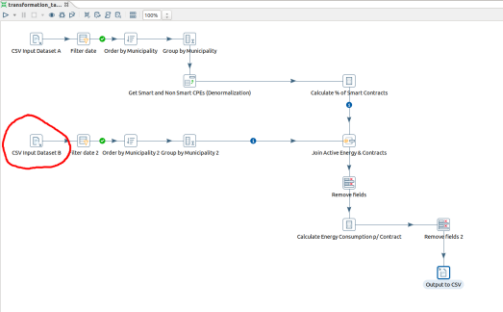 transformation_ta...
100%
CSV Input Dataset A
Filter date
Order by Municipality
Group by Municipality
Get Smart and Non Smart CPEs (Denormalization)
Calculate % of Smart Contracts
CSV Input Dataset B
Filter date 2
Order by Municipality 2
Group by Municipality 2
Join Active Energy & Contracts
Remove fields
Calculate Energy Consumption p/ Contract
Remove fields 2
Output to CSV